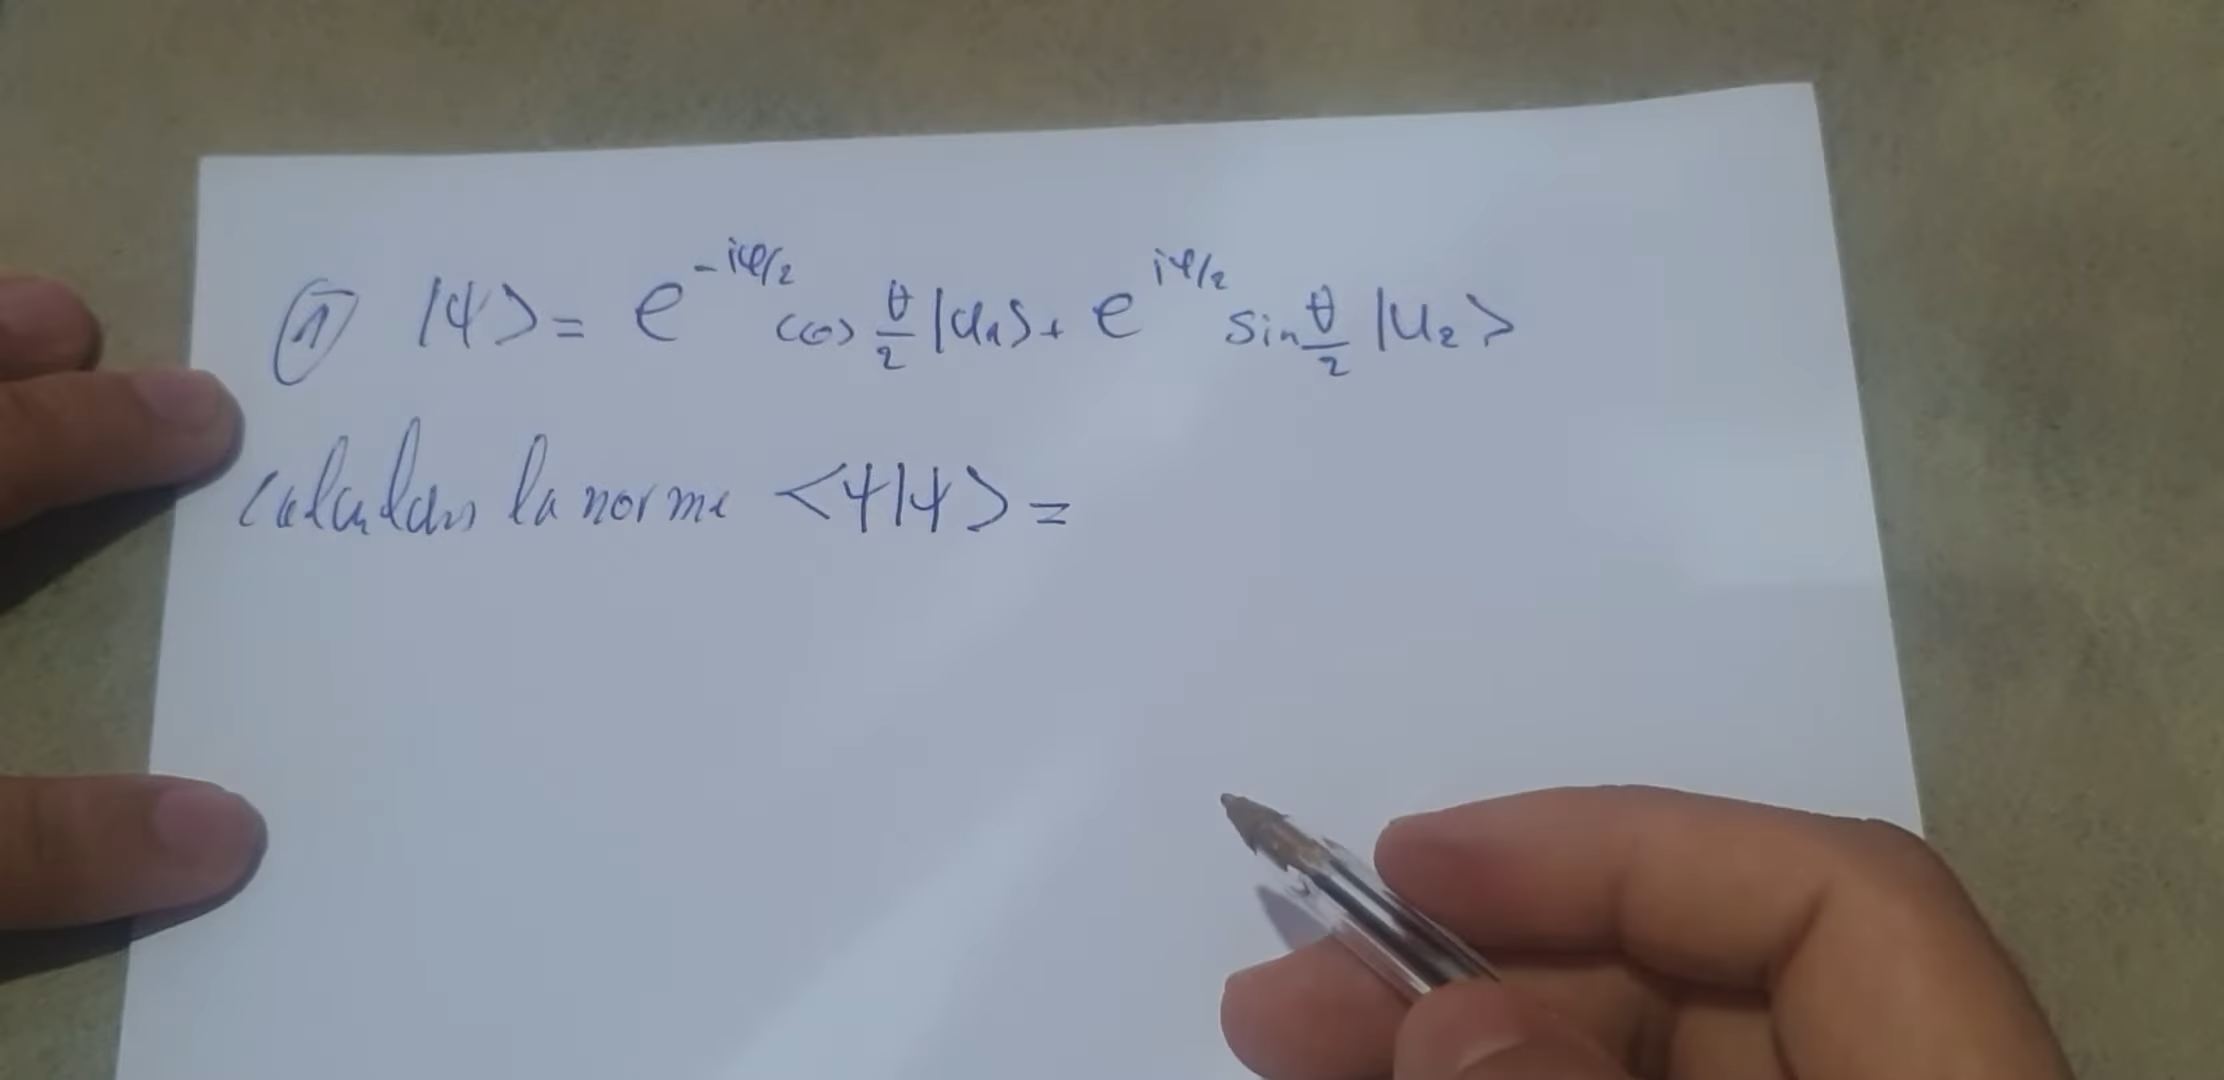 ① |ψ> = e^{-iφ/2} cos θ/2 |u₁> + e^{iφ/2} sin θ/2 |u₂>
calculons la norme <ψ|ψ> =